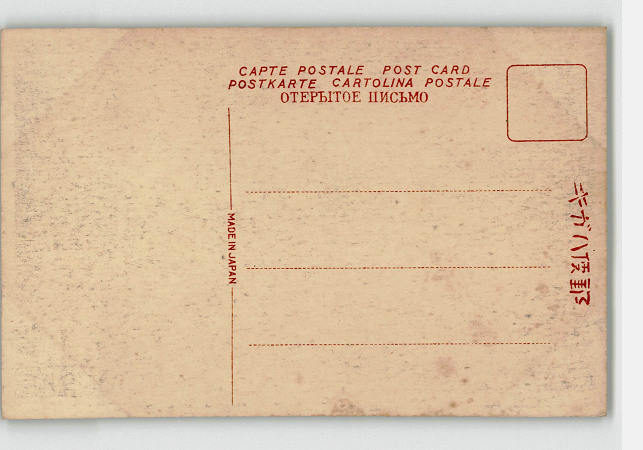 CAPTE POSTALE POST CARD
POSTKARTE CARTOLINA POSTALE
ОТЕРЫТОЕ ПИСЬМО
MADE IN JAPAN
郵便ハガキ